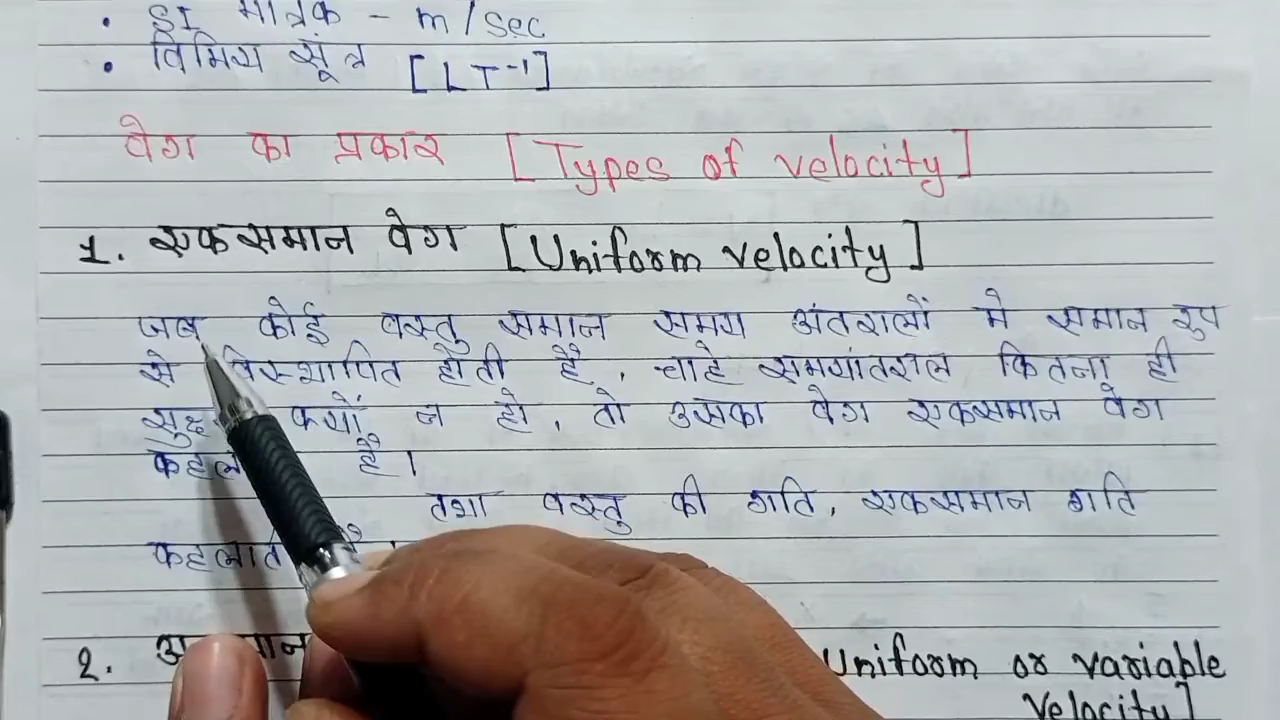 • SI मात्रक - m/sec
• विमिय सूत्र [LT⁻¹]
वेग का प्रकार [Types of velocity]
1. एकसमान वेग [Uniform velocity]
जब कोई वस्तु समान समय अंतरालों मे समान रुप
से विस्थापित होती है, चाहे समयांतराल कितना ही
क्यों न हो, तो उसका वेग एकसमान वेग
है।
तथा वस्तु की गति, एकसमान गति
2. Uniform or variable
velocity]